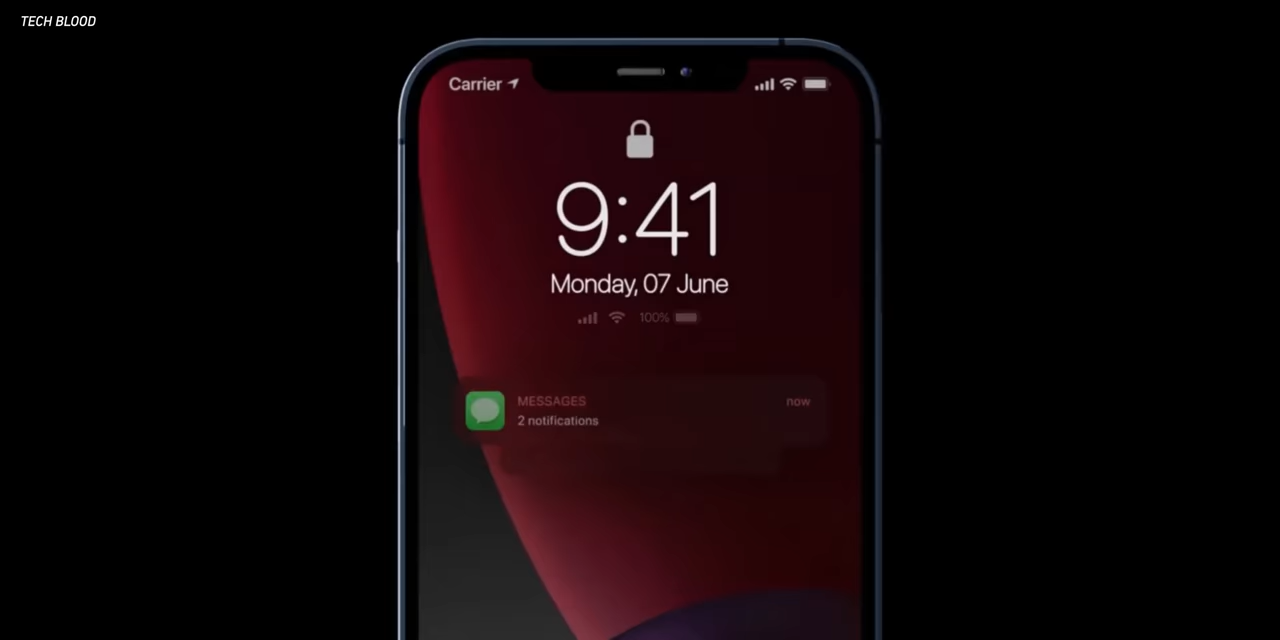 TECH BLOOD
Carrier
9:41
Monday, 07 June
100%
MESSAGES
now
2 notifications